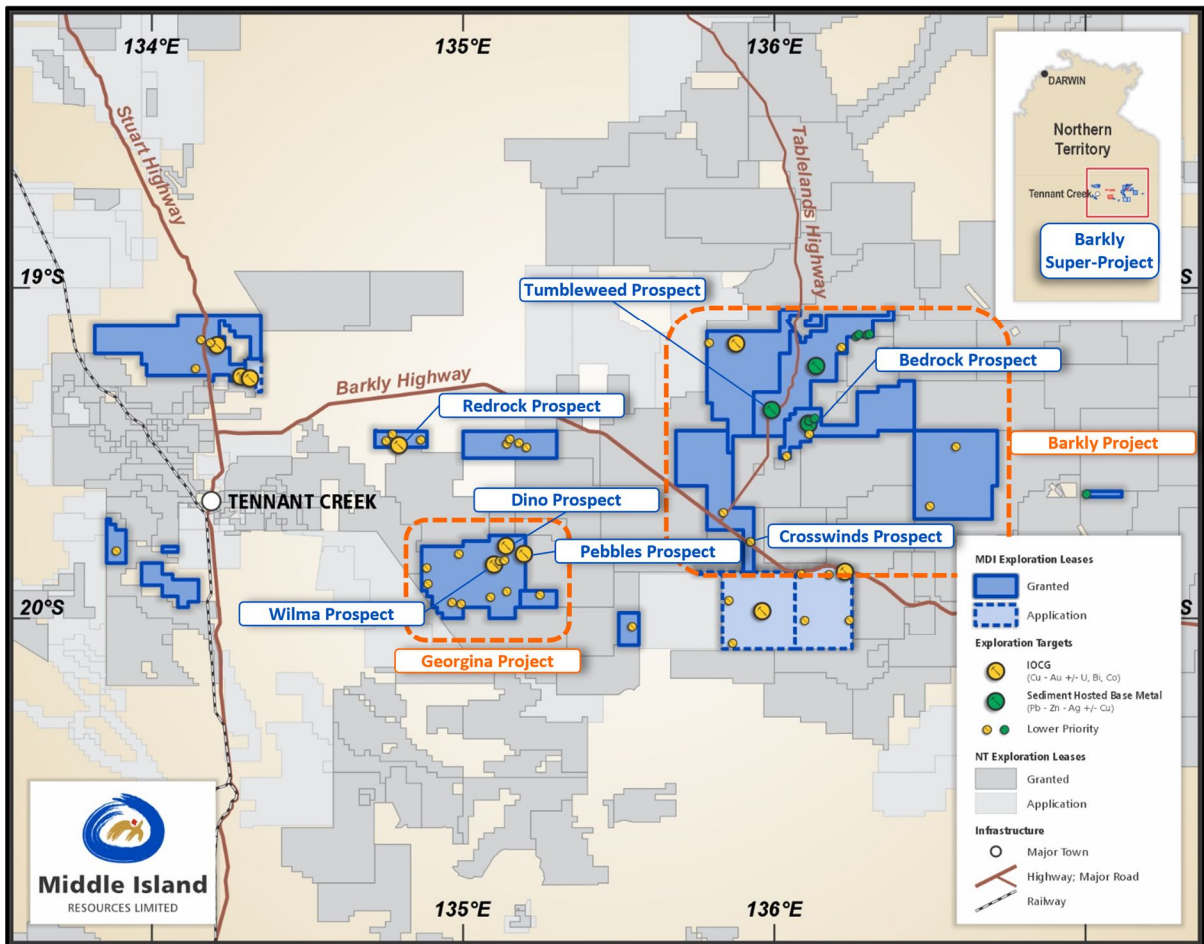 134°E
135°E
136°E
DARWIN
Northern
Territory
Tennant Creek
Barkly
Super-Project
Stuart Highway
Tablelands Highway
19°S
S
Tumbleweed Prospect
Bedrock Prospect
Barkly Highway
Redrock Prospect
Barkly Project
TENNANT CREEK
Dino Prospect
Pebbles Prospect
Crosswinds Prospect
Wilma Prospect
20°S
S
Georgina Project
MDI Exploration Leases
Granted
Application
Exploration Targets
IOCG
(Cu - Au +/- U, Bi, Co)
Sediment Hosted Base Metal
(Pb - Zn - Ag +/- Cu)
Lower Priority
NT Exploration Leases
Granted
Application
Infrastructure
Major Town
Highway; Major Road
Railway
Middle Island
RESOURCES LIMITED
135°E
136°E